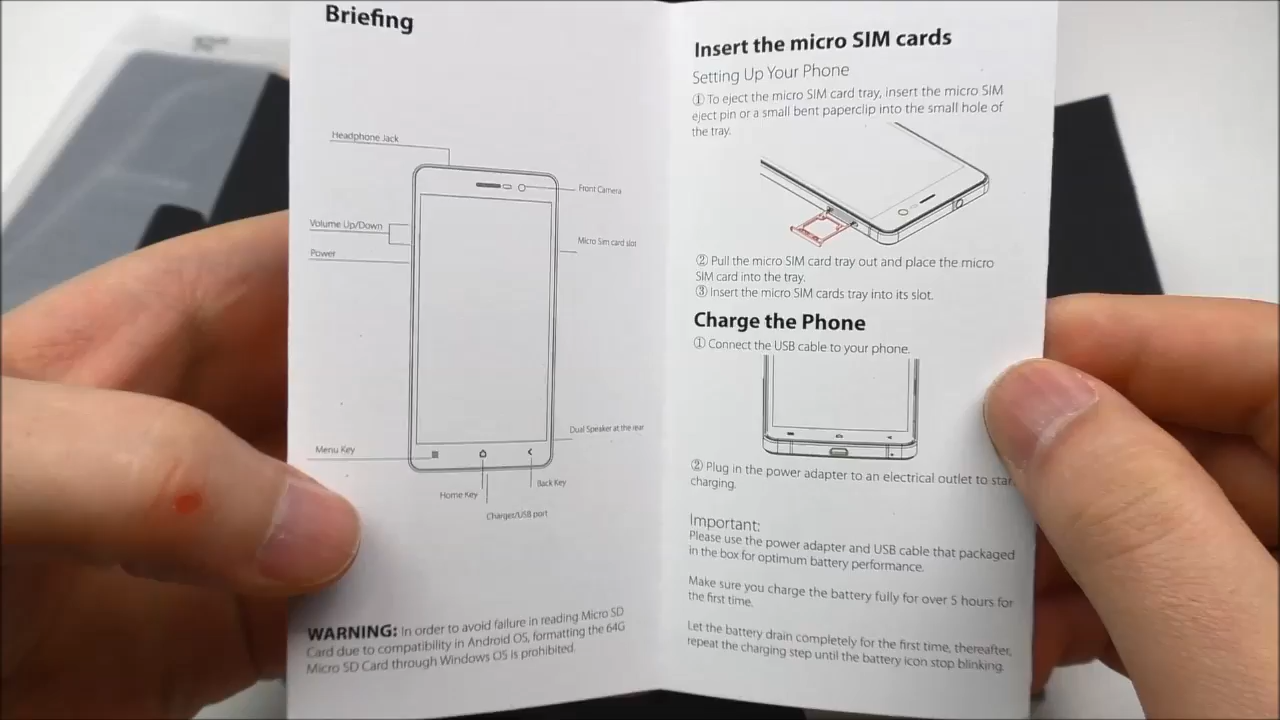 Briefing
Headphone Jack
Front Camera
Volume Up/Down
Micro Sim card slot
Power
Dual Speaker at the rear
Menu Key
Back Key
Home Key
Charger/USB port
WARNING: In order to avoid failure in reading Micro SD
Card due to compatibility in Android OS, formatting the 64G
Micro SD Card through Windows OS is prohibited.
Insert the micro SIM cards
Setting Up Your Phone
① To eject the micro SIM card tray, insert the micro SIM
eject pin or a small bent paperclip into the small hole of
the tray.
② Pull the micro SIM card tray out and place the micro
SIM card into the tray.
③ Insert the micro SIM cards tray into its slot.
Charge the Phone
① Connect the USB cable to your phone.
② Plug in the power adapter to an electrical outlet to star
charging.
Important:
Please use the power adapter and USB cable that packaged
in the box for optimum battery performance.
Make sure you charge the battery fully for over 5 hours for
the first time.
Let the battery drain completely for the first time, thereafter,
repeat the charging step until the battery icon stop blinking.